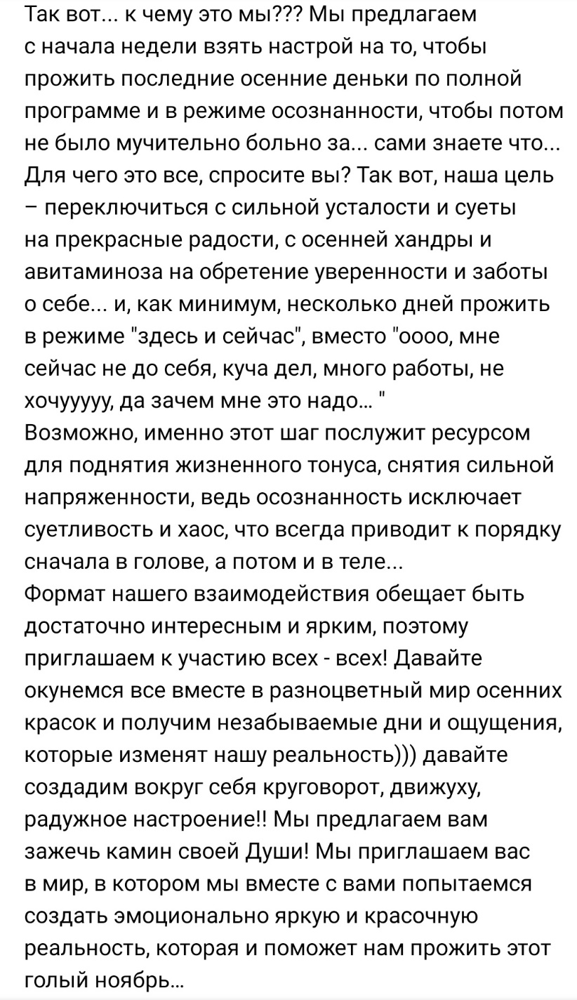 Так вот... к чему это мы??? Мы предлагаем
с начала недели взять настрой на то, чтобы
прожить последние осенние деньки по полной
программе и в режиме осознанности, чтобы потом
не было мучительно больно за... сами знаете что...
Для чего это все, спросите вы? Так вот, наша цель
– переключиться с сильной усталости и суеты
на прекрасные радости, с осенней хандры и
авитаминоза на обретение уверенности и заботы
о себе... и, как минимум, несколько дней прожить
в режиме "здесь и сейчас", вместо "оооо, мне
сейчас не до себя, куча дел, много работы, не
хочууууу, да зачем мне это надо... "
Возможно, именно этот шаг послужит ресурсом
для поднятия жизненного тонуса, снятия сильной
напряженности, ведь осознанность исключает
суетливость и хаос, что всегда приводит к порядку
сначала в голове, а потом и в теле...
Формат нашего взаимодействия обещает быть
достаточно интересным и ярким, поэтому
приглашаем к участию всех - всех! Давайте
окунемся все вместе в разноцветный мир осенних
красок и получим незабываемые дни и ощущения,
которые изменят нашу реальность))) давайте
создадим вокруг себя круговорот, движуху,
радужное настроение!! Мы предлагаем вам
зажечь камин своей Души! Мы приглашаем вас
в мир, в котором мы вместе с вами попытаемся
создать эмоционально яркую и красочную
реальность, которая и поможет нам прожить этот
голый ноябрь...